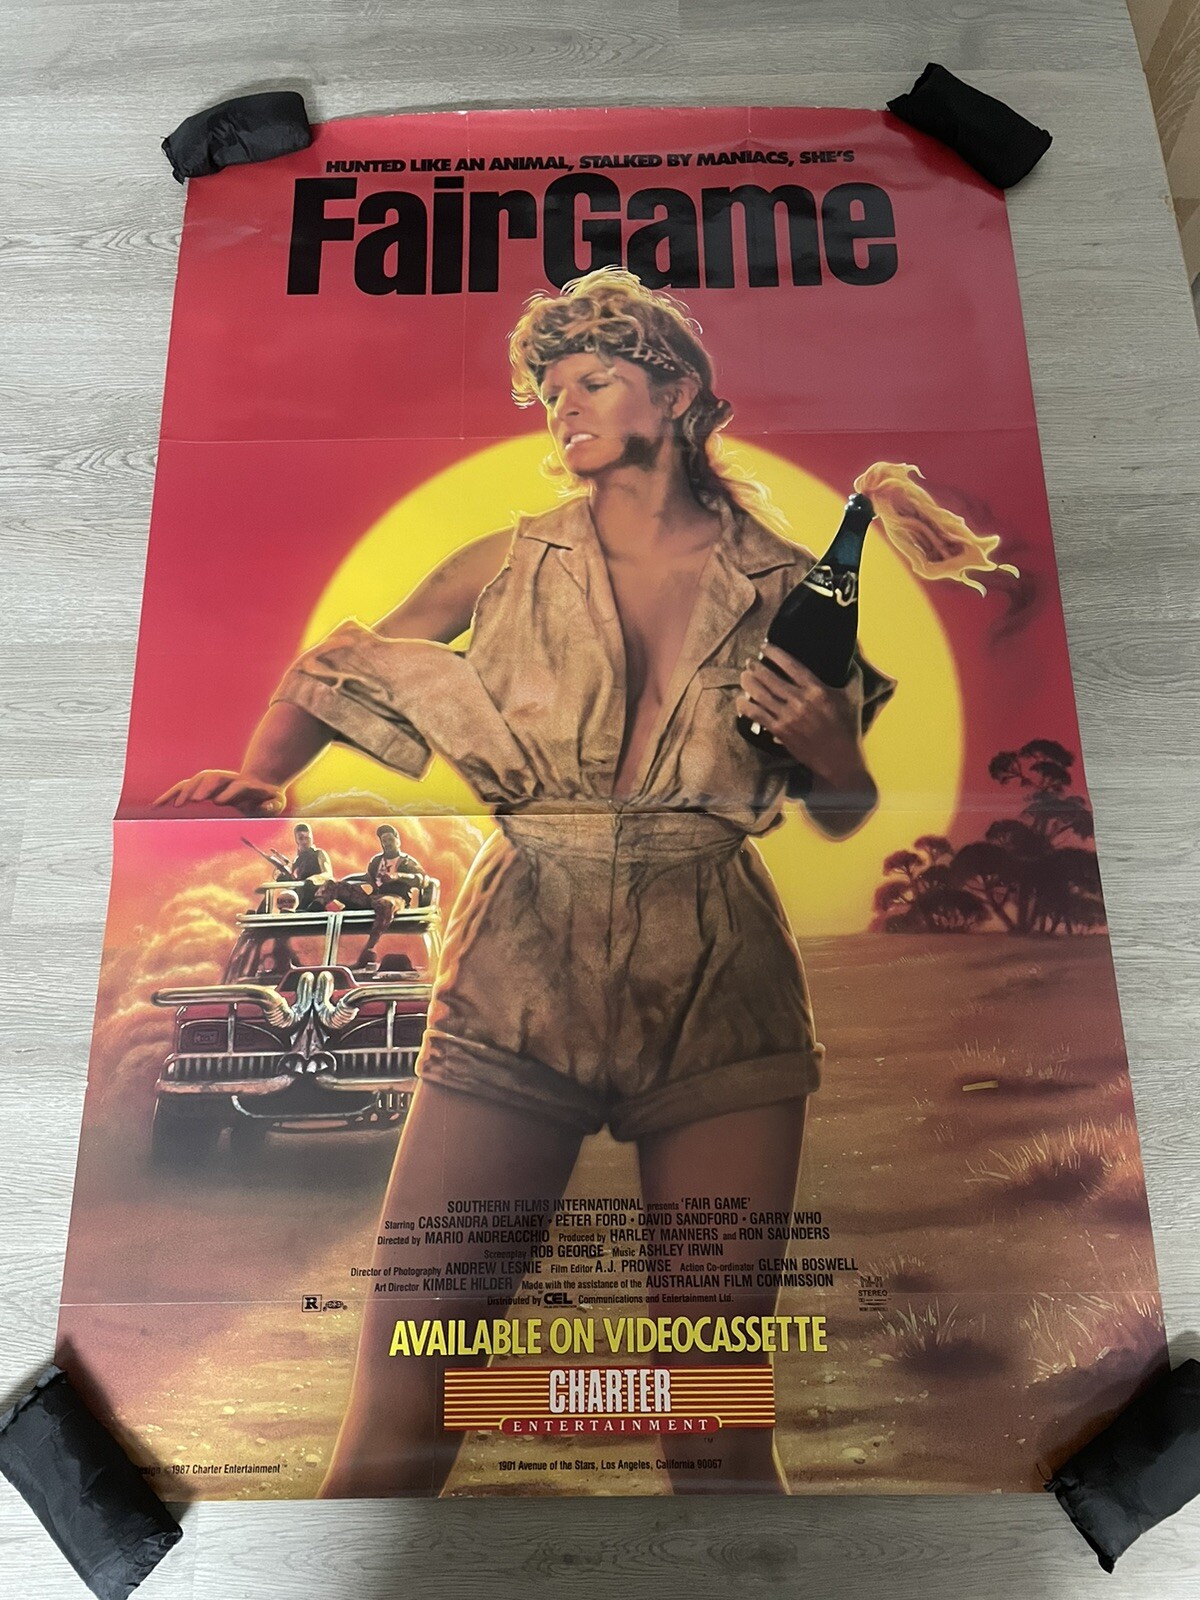 HUNTED LIKE AN ANIMAL, STALKED BY MANIACS, SHE'S
FairGame
SOUTHERN FILMS INTERNATIONAL presents 'FAIR GAME'
Starring CASSANDRA DELANEY • PETER FORD • DAVID SANDFORD • GARRY WHO
Directed by MARIO ANDREACCHIO Produced by HARLEY MANNERS and RON SAUNDERS
Screenplay ROB GEORGE Music ASHLEY IRWIN
Director of Photography ANDREW LESNIE Film Editor A.J. PROWSE Action Co-ordinator GLENN BOSWELL
Art Director KIMBLE HILDER Made with the assistance of the AUSTRALIAN FILM COMMISSION
Distributed by CEL Communications and Entertainment Ltd.
R
STEREO
AVAILABLE ON VIDEOCASSETTE
CHARTER
ENTERTAINMENT
TM
©1987 Charter Entertainment™
1901 Avenue of the Stars, Los Angeles, California 90067